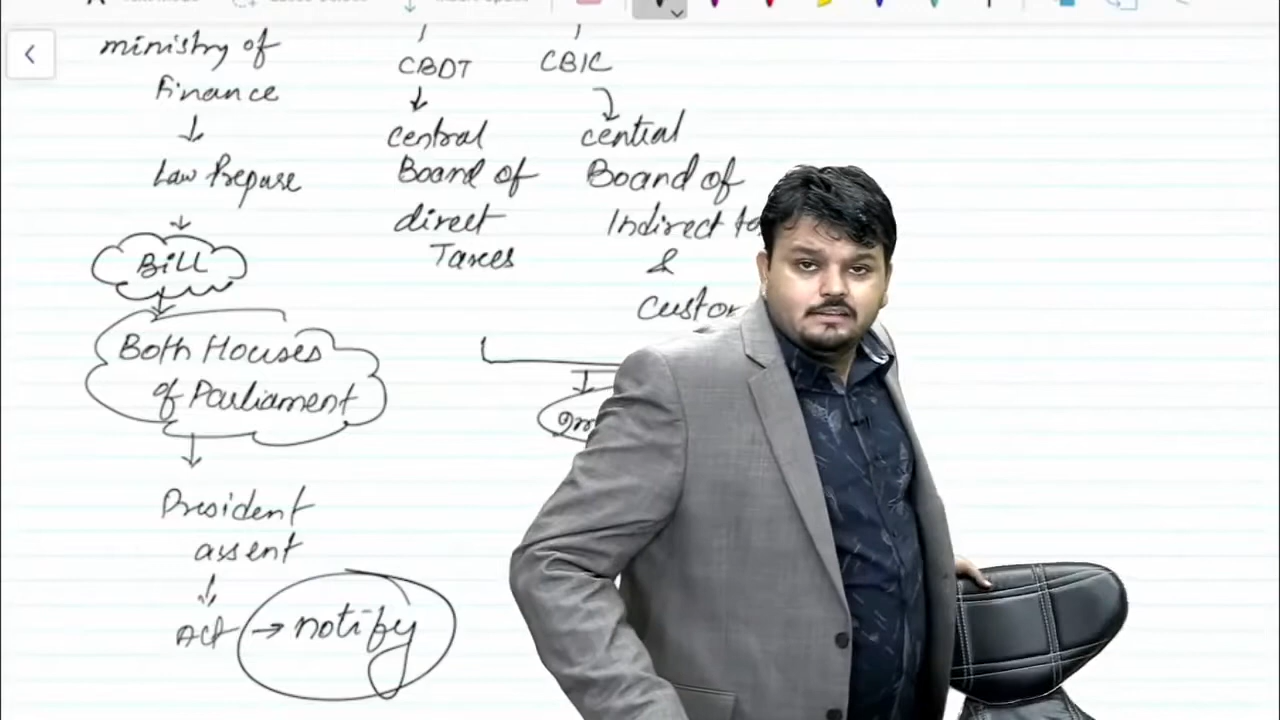 ministry of
Finance
Law Prepare
Bill
Both Houses
of Parliament
President
assent
Act → notify
CBDT
central
Board of
direct
Taxes
CBIC
central
Board of
Indirect
&